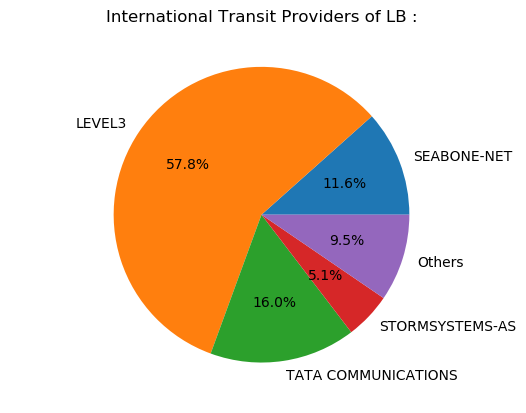 International Transit Providers of LB :
LEVEL3
57.8%
SEABONE-NET
11.6%
9.5%
Others
5.1%
STORMSYSTEMS-AS
16.0%
TATA COMMUNICATIONS